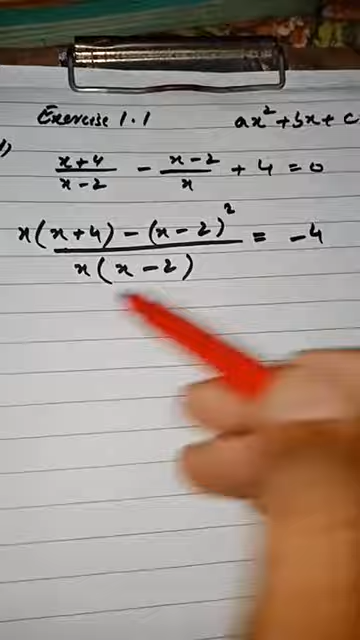 Exercise 1.1
ax² + bx + c
1)
(x+4)/(x-2) - (x-2)/x + 4 = 0
(x(x+4) - (x-2)²)/(x(x-2)) = -4